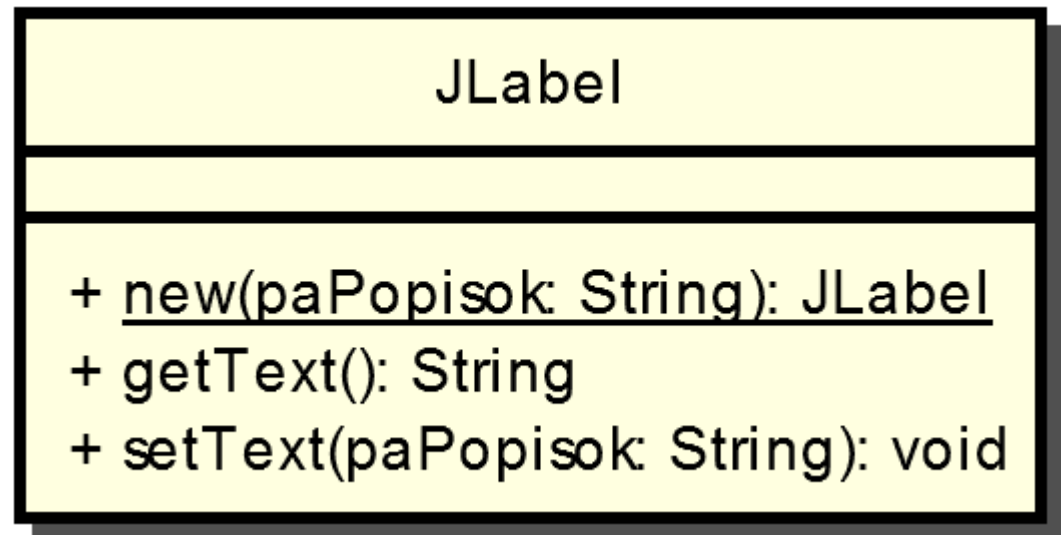 JLabel
+ new(paPopisok: String): JLabel
+ getText(): String
+ setText(paPopisok: String): void